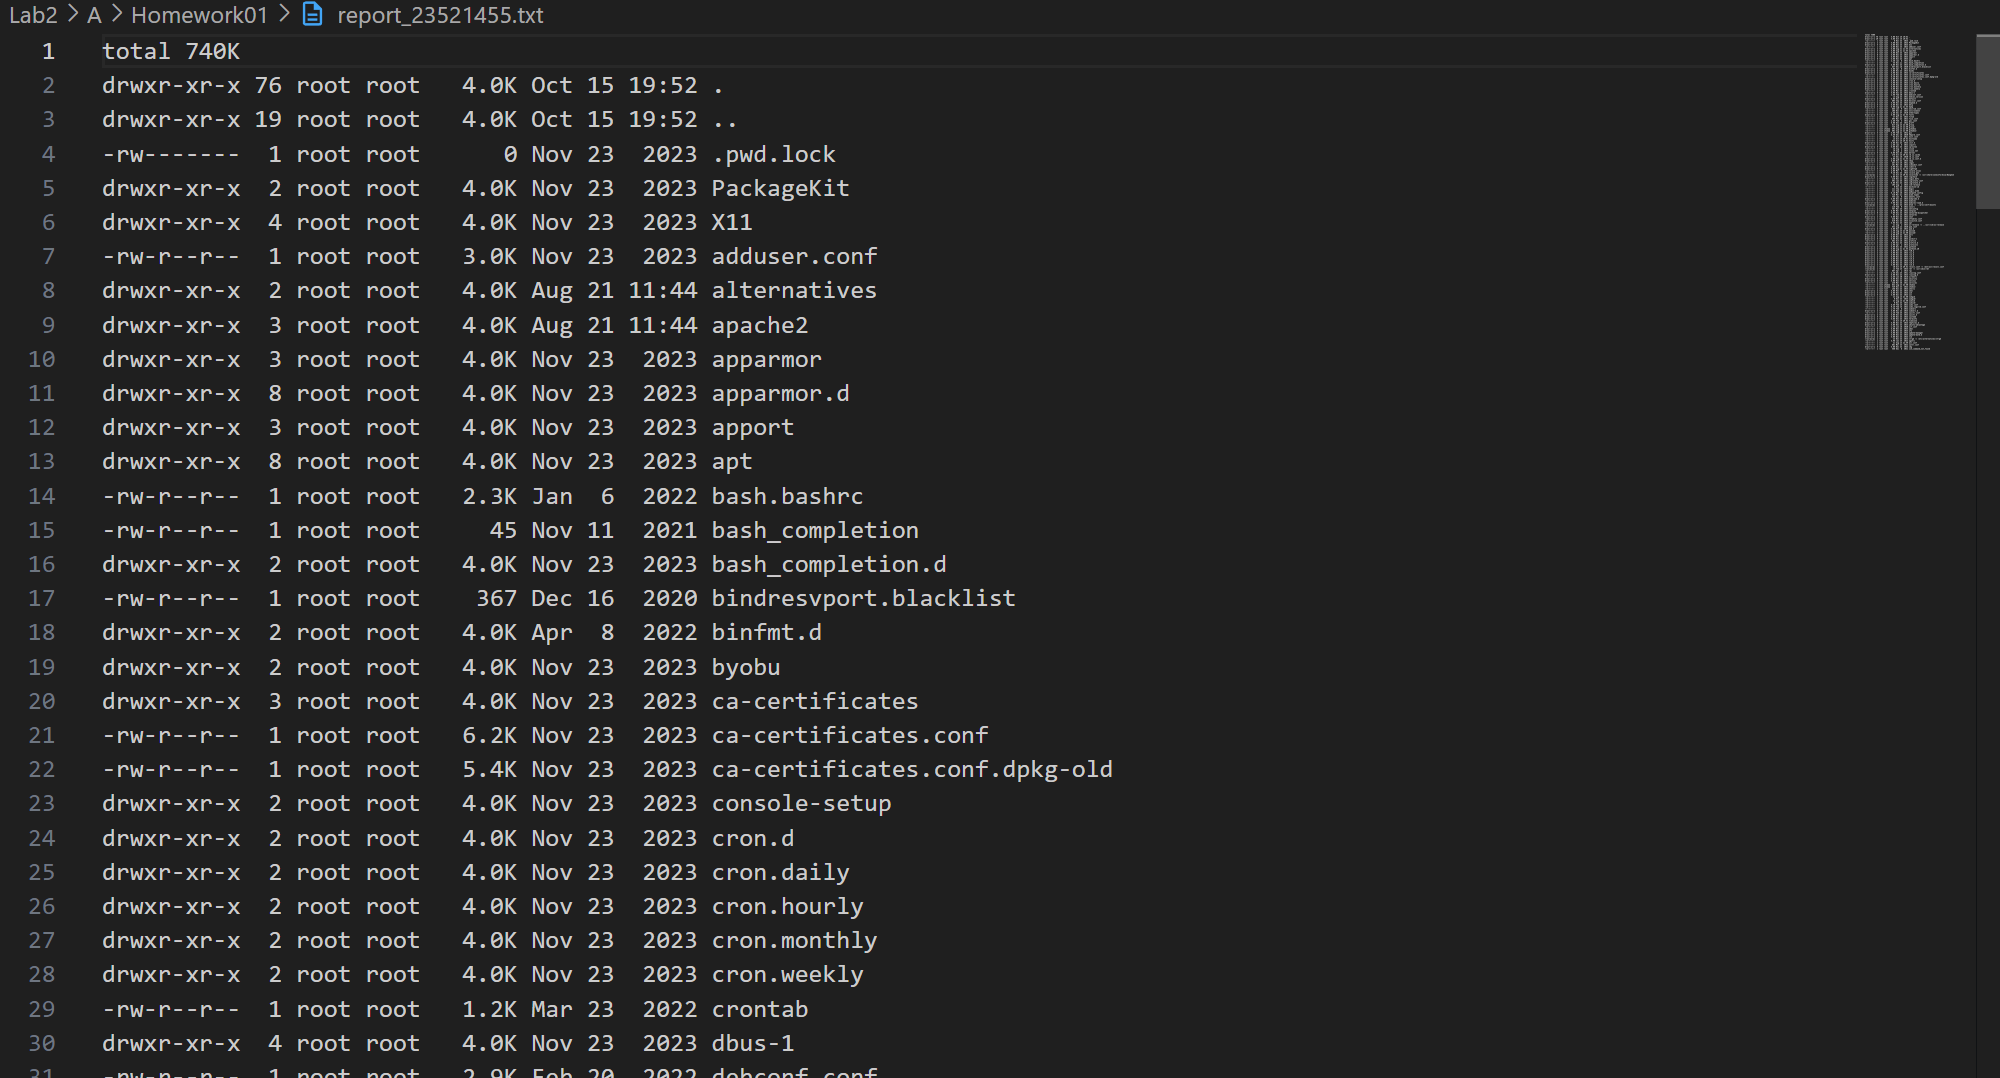 Lab2 > A > Homework01 > report_23521455.txt
1 total 740K
2 drwxr-xr-x 76 root root   4.0K Oct 15 19:52 .
3 drwxr-xr-x 19 root root   4.0K Oct 15 19:52 ..
4 -rw-------  1 root root      0 Nov 23  2023 .pwd.lock
5 drwxr-xr-x  2 root root   4.0K Nov 23  2023 PackageKit
6 drwxr-xr-x  4 root root   4.0K Nov 23  2023 X11
7 -rw-r--r--  1 root root   3.0K Nov 23  2023 adduser.conf
8 drwxr-xr-x  2 root root   4.0K Aug 21 11:44 alternatives
9 drwxr-xr-x  3 root root   4.0K Aug 21 11:44 apache2
10 drwxr-xr-x  3 root root   4.0K Nov 23  2023 apparmor
11 drwxr-xr-x  8 root root   4.0K Nov 23  2023 apparmor.d
12 drwxr-xr-x  3 root root   4.0K Nov 23  2023 apport
13 drwxr-xr-x  8 root root   4.0K Nov 23  2023 apt
14 -rw-r--r--  1 root root   2.3K Jan  6  2022 bash.bashrc
15 -rw-r--r--  1 root root     45 Nov 11  2021 bash_completion
16 drwxr-xr-x  2 root root   4.0K Nov 23  2023 bash_completion.d
17 -rw-r--r--  1 root root    367 Dec 16  2020 bindresvport.blacklist
18 drwxr-xr-x  2 root root   4.0K Apr  8  2022 binfmt.d
19 drwxr-xr-x  2 root root   4.0K Nov 23  2023 byobu
20 drwxr-xr-x  3 root root   4.0K Nov 23  2023 ca-certificates
21 -rw-r--r--  1 root root   6.2K Nov 23  2023 ca-certificates.conf
22 -rw-r--r--  1 root root   5.4K Nov 23  2023 ca-certificates.conf.dpkg-old
23 drwxr-xr-x  2 root root   4.0K Nov 23  2023 console-setup
24 drwxr-xr-x  2 root root   4.0K Nov 23  2023 cron.d
25 drwxr-xr-x  2 root root   4.0K Nov 23  2023 cron.daily
26 drwxr-xr-x  2 root root   4.0K Nov 23  2023 cron.hourly
27 drwxr-xr-x  2 root root   4.0K Nov 23  2023 cron.monthly
28 drwxr-xr-x  2 root root   4.0K Nov 23  2023 cron.weekly
29 -rw-r--r--  1 root root   1.2K Mar 23  2022 crontab
30 drwxr-xr-x  4 root root   4.0K Nov 23  2023 dbus-1
31 -rw-r--r--  1 root root   2.9K Feb 20  2022 debconf.conf